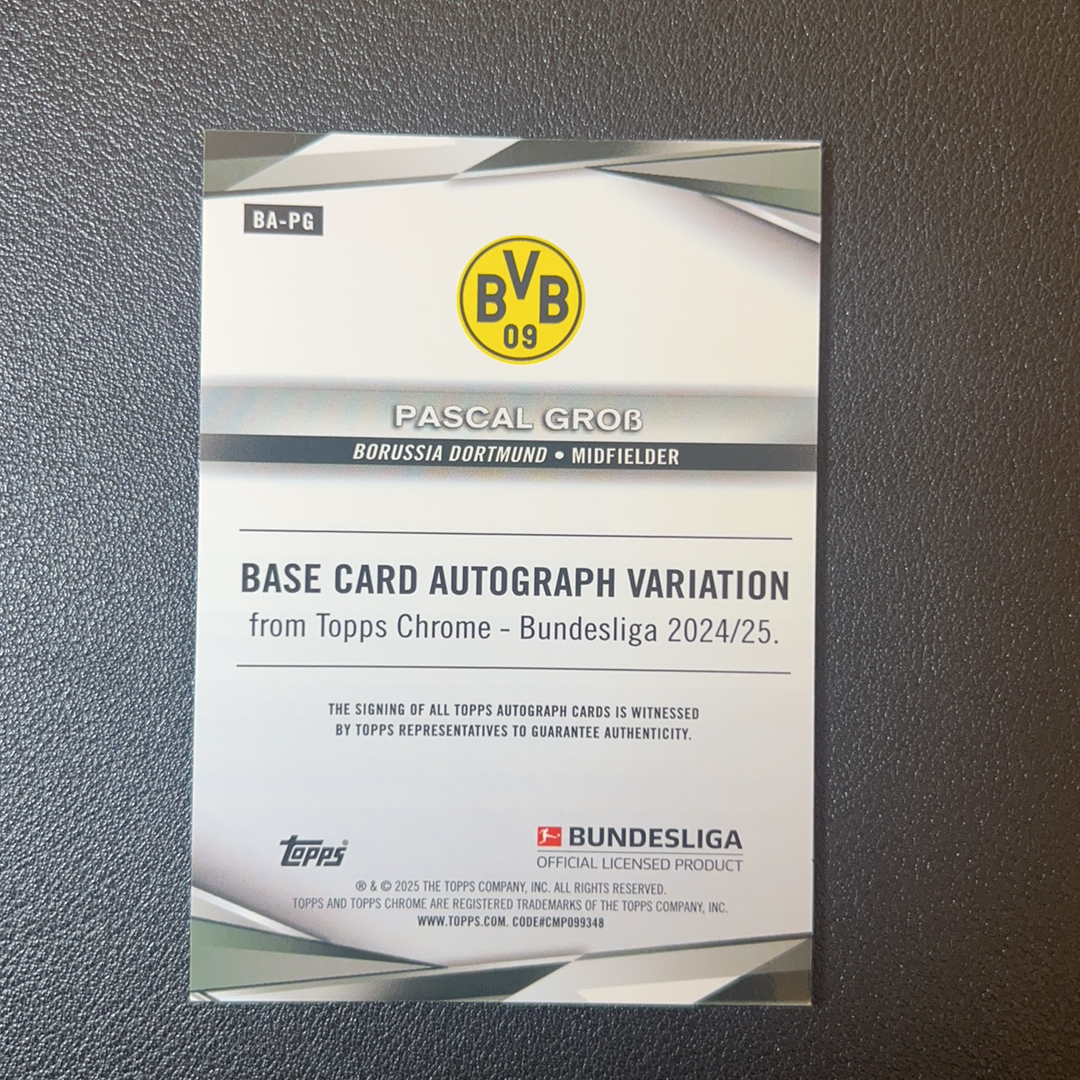 BA-PG
BVB
09
PASCAL GROß
BORUSSIA DORTMUND • MIDFIELDER
BASE CARD AUTOGRAPH VARIATION
from Topps Chrome - Bundesliga 2024/25.
THE SIGNING OF ALL TOPPS AUTOGRAPH CARDS IS WITNESSED
BY TOPPS REPRESENTATIVES TO GUARANTEE AUTHENTICITY.
topps®
BUNDESLIGA
OFFICIAL LICENSED PRODUCT
® & © 2025 THE TOPPS COMPANY, INC. ALL RIGHTS RESERVED.
TOPPS AND TOPPS CHROME ARE REGISTERED TRADEMARKS OF THE TOPPS COMPANY, INC.
WWW.TOPPS.COM. CODE#CMP099348